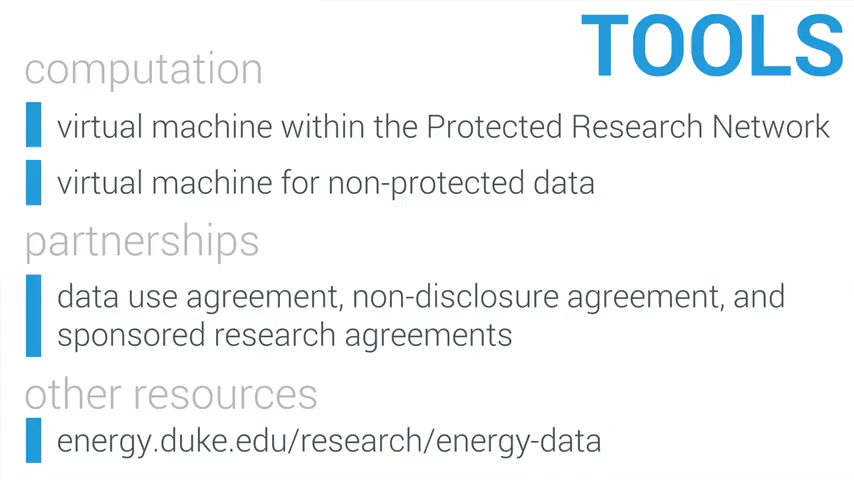 TOOLS
computation
virtual machine within the Protected Research Network
virtual machine for non-protected data
partnerships
data use agreement, non-disclosure agreement, and
sponsored research agreements
other resources
energy.duke.edu/research/energy-data